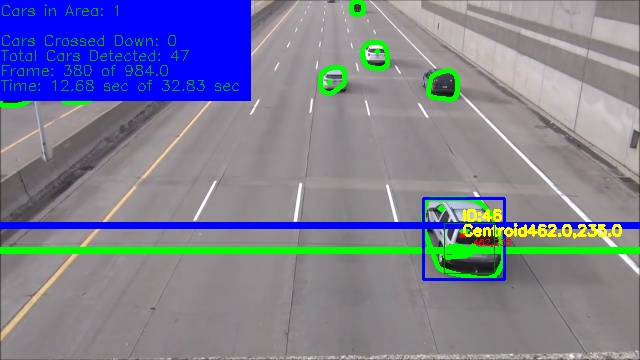 Cars in Area: 1
Cars Crossed Down: 0
Total Cars Detected: 47
Frame: 380 of 984.0
Time: 12.68 sec of 32.83 sec
ID:46
Centroid462.0,235.0